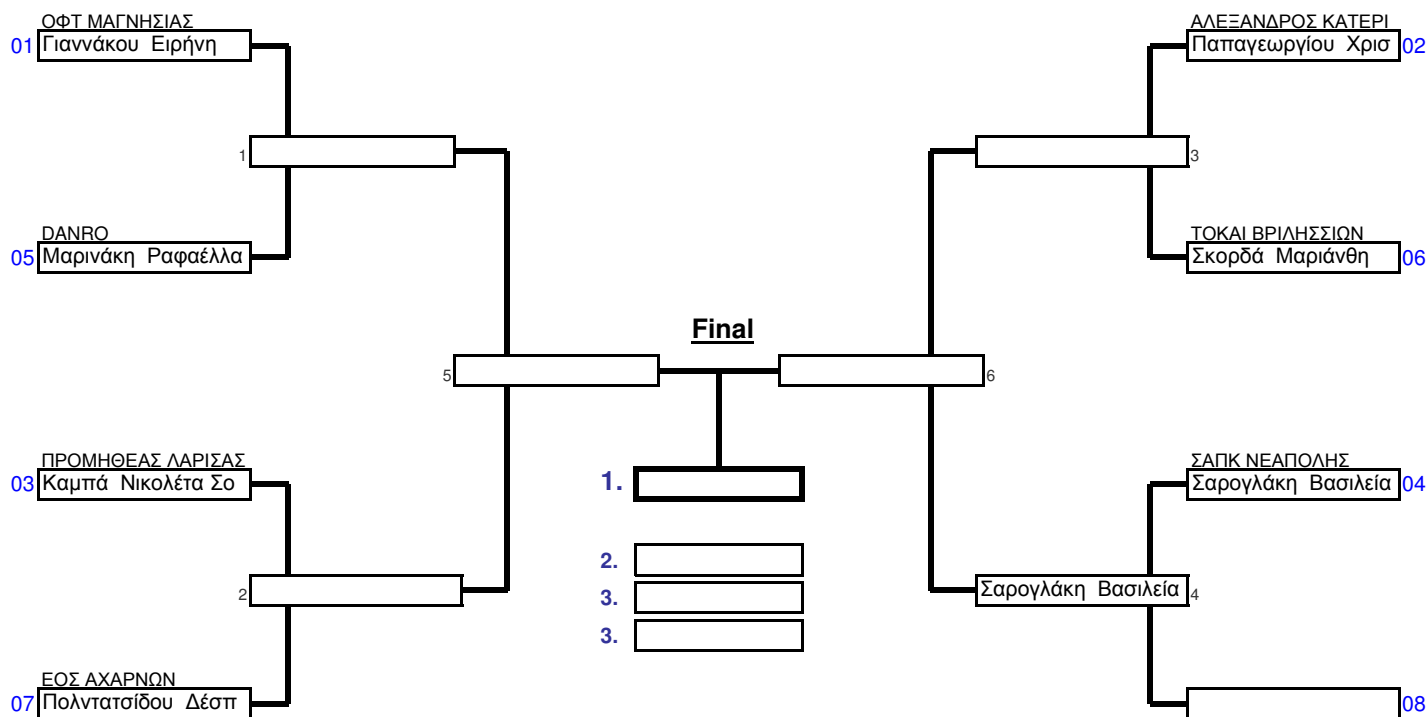 ΟΦΤ ΜΑΓΝΗΣΙΑΣ
01 Γιαννάκου Ειρήνη
1
DANRO
05 Μαρινάκη Ραφαέλλα
5
ΠΡΟΜΗΘΕΑΣ ΛΑΡΙΣΑΣ
03 Καμπά Νικολέτα Σο
2
ΕΟΣ ΑΧΑΡΝΩΝ
07 Πολντατσίδου Δέσπ
Final
1.
2.
3.
3.
ΑΛΕΞΑΝΔΡΟΣ ΚΑΤΕΡΙ
Παπαγεωργίου Χρισ 02
3
ΤΟΚΑΙ ΒΡΙΛΗΣΣΙΩΝ
Σκορδά Μαριάνθη 06
6
ΣΑΠΚ ΝΕΑΠΟΛΗΣ
Σαρογλάκη Βασιλεία 04
Σαρογλάκη Βασιλεία 4
08